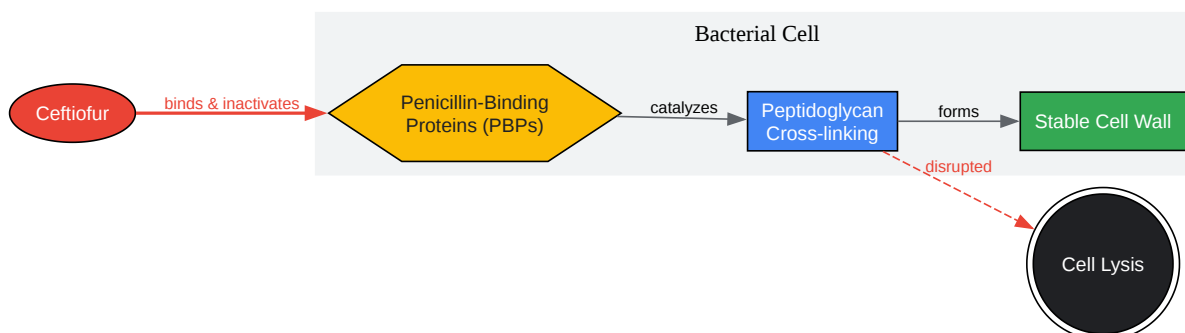 Bacterial Cell
Ceftiofur
binds & inactivates
Penicillin-Binding
Proteins (PBPs)
catalyzes
Peptidoglycan
Cross-linking
forms
Stable Cell Wall
disrupted
Cell Lysis